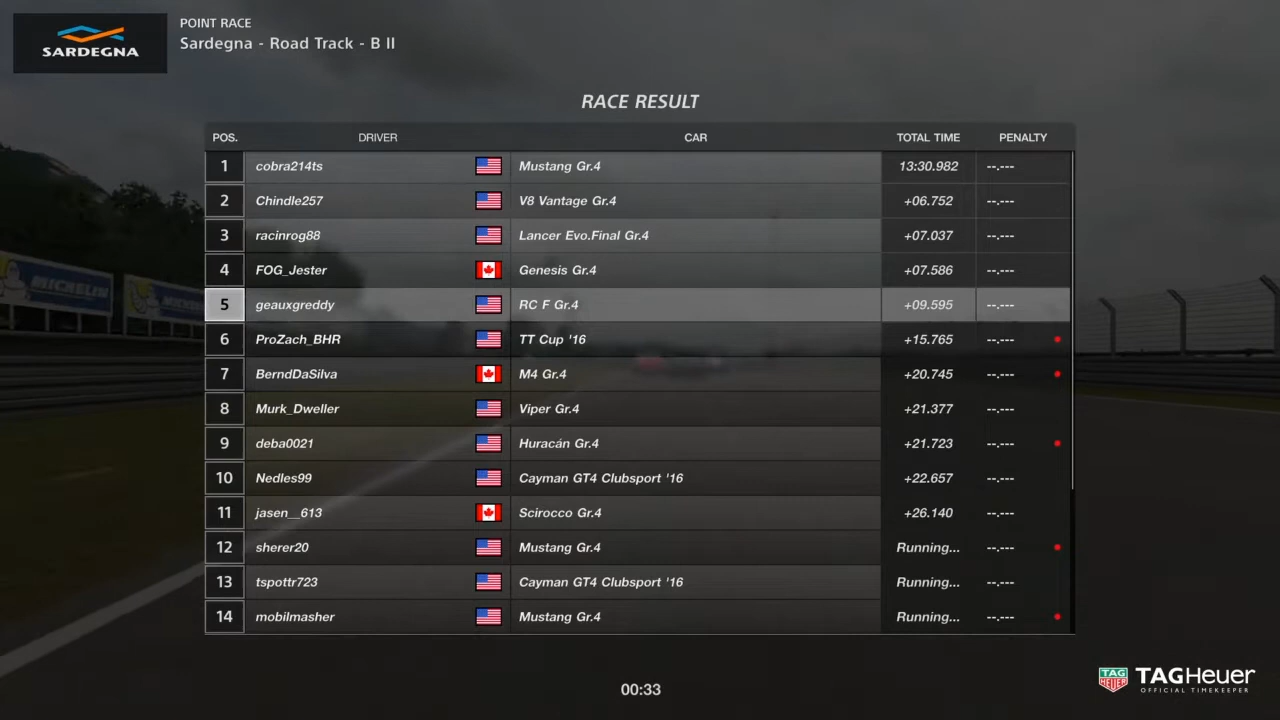 SARDEGNA
POINT RACE
Sardegna - Road Track - B II
RACE RESULT
POS. DRIVER CAR TOTAL TIME PENALTY
1 cobra214ts Mustang Gr.4 13:30.982 --.---
2 Chindle257 V8 Vantage Gr.4 +06.752 --.---
3 racinrog88 Lancer Evo.Final Gr.4 +07.037 --.---
4 FOG_Jester Genesis Gr.4 +07.586 --.---
5 geauxgreddy RC F Gr.4 +09.595 --.---
6 ProZach_BHR TT Cup '16 +15.765 --.---
7 BerndDaSilva M4 Gr.4 +20.745 --.---
8 Murk_Dweller Viper Gr.4 +21.377 --.---
9 deba0021 Huracán Gr.4 +21.723 --.---
10 Nedles99 Cayman GT4 Clubsport '16 +22.657 --.---
11 jasen__613 Scirocco Gr.4 +26.140 --.---
12 sherer20 Mustang Gr.4 Running... --.---
13 tspottr723 Cayman GT4 Clubsport '16 Running... --.---
14 mobilmasher Mustang Gr.4 Running... --.---
MICHELIN
00:33
TAG HEUER
TAGHeuer
OFFICIAL TIMEKEEPER